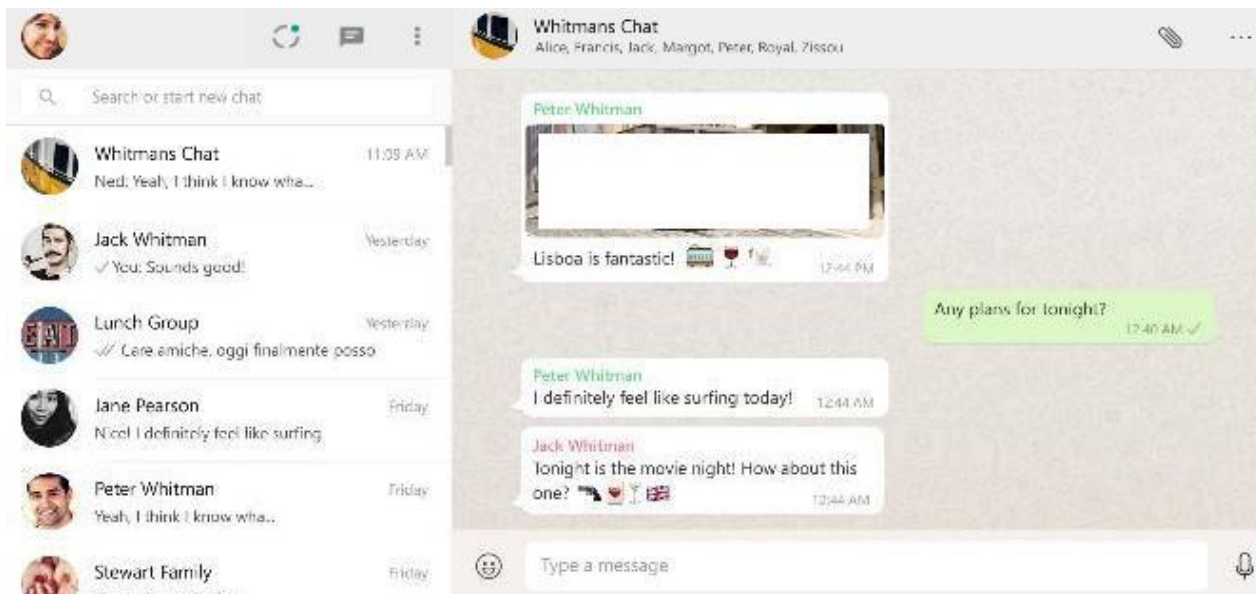 Search or start new chat
Whitmans Chat
11:09 AM
Ned: Yeah, I think I know wha...
Jack Whitman
Yesterday
You: Sounds good!
Lunch Group
Yesterday
Care amiche, oggi finalmente posso
Jane Pearson
Friday
Nice! I definitely feel like surfing
Peter Whitman
Friday
Yeah, I think I know wha...
Stewart Family
Friday
Whitmans Chat
Alice, Francis, Jack, Margot, Peter, Royal, Zissou
Peter Whitman
Lisboa is fantastic!
12:44 PM
Any plans for tonight?
12:40 AM
Peter Whitman
I definitely feel like surfing today!
12:44 AM
Jack Whitman
Tonight is the movie night! How about this
one?
12:44 AM
Type a message